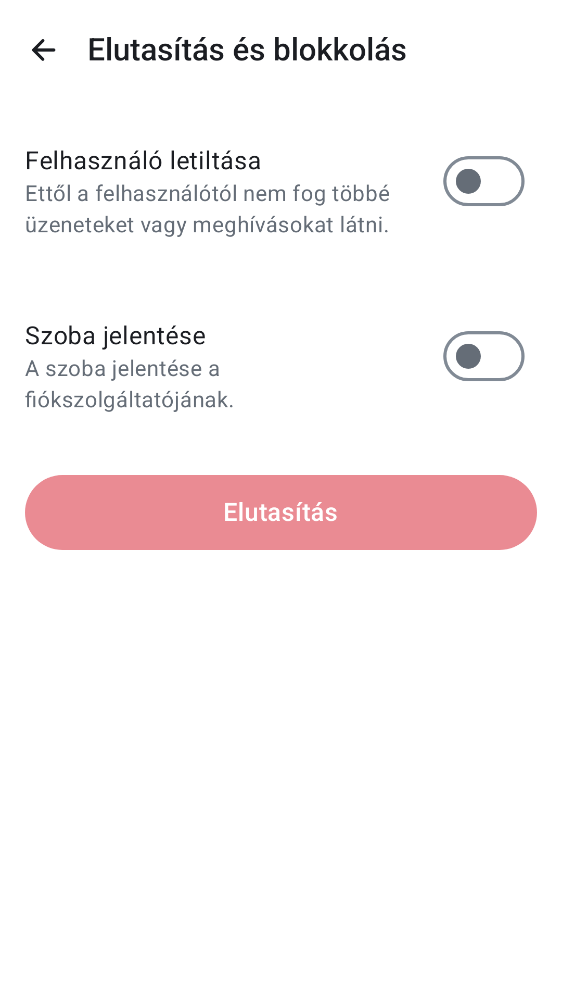 Elutasítás és blokkolás
Felhasználó letiltása
Ettől a felhasználótól nem fog többé
üzeneteket vagy meghívásokat látni.
Szoba jelentése
A szoba jelentése a
fiókszolgáltatójának.
Elutasítás